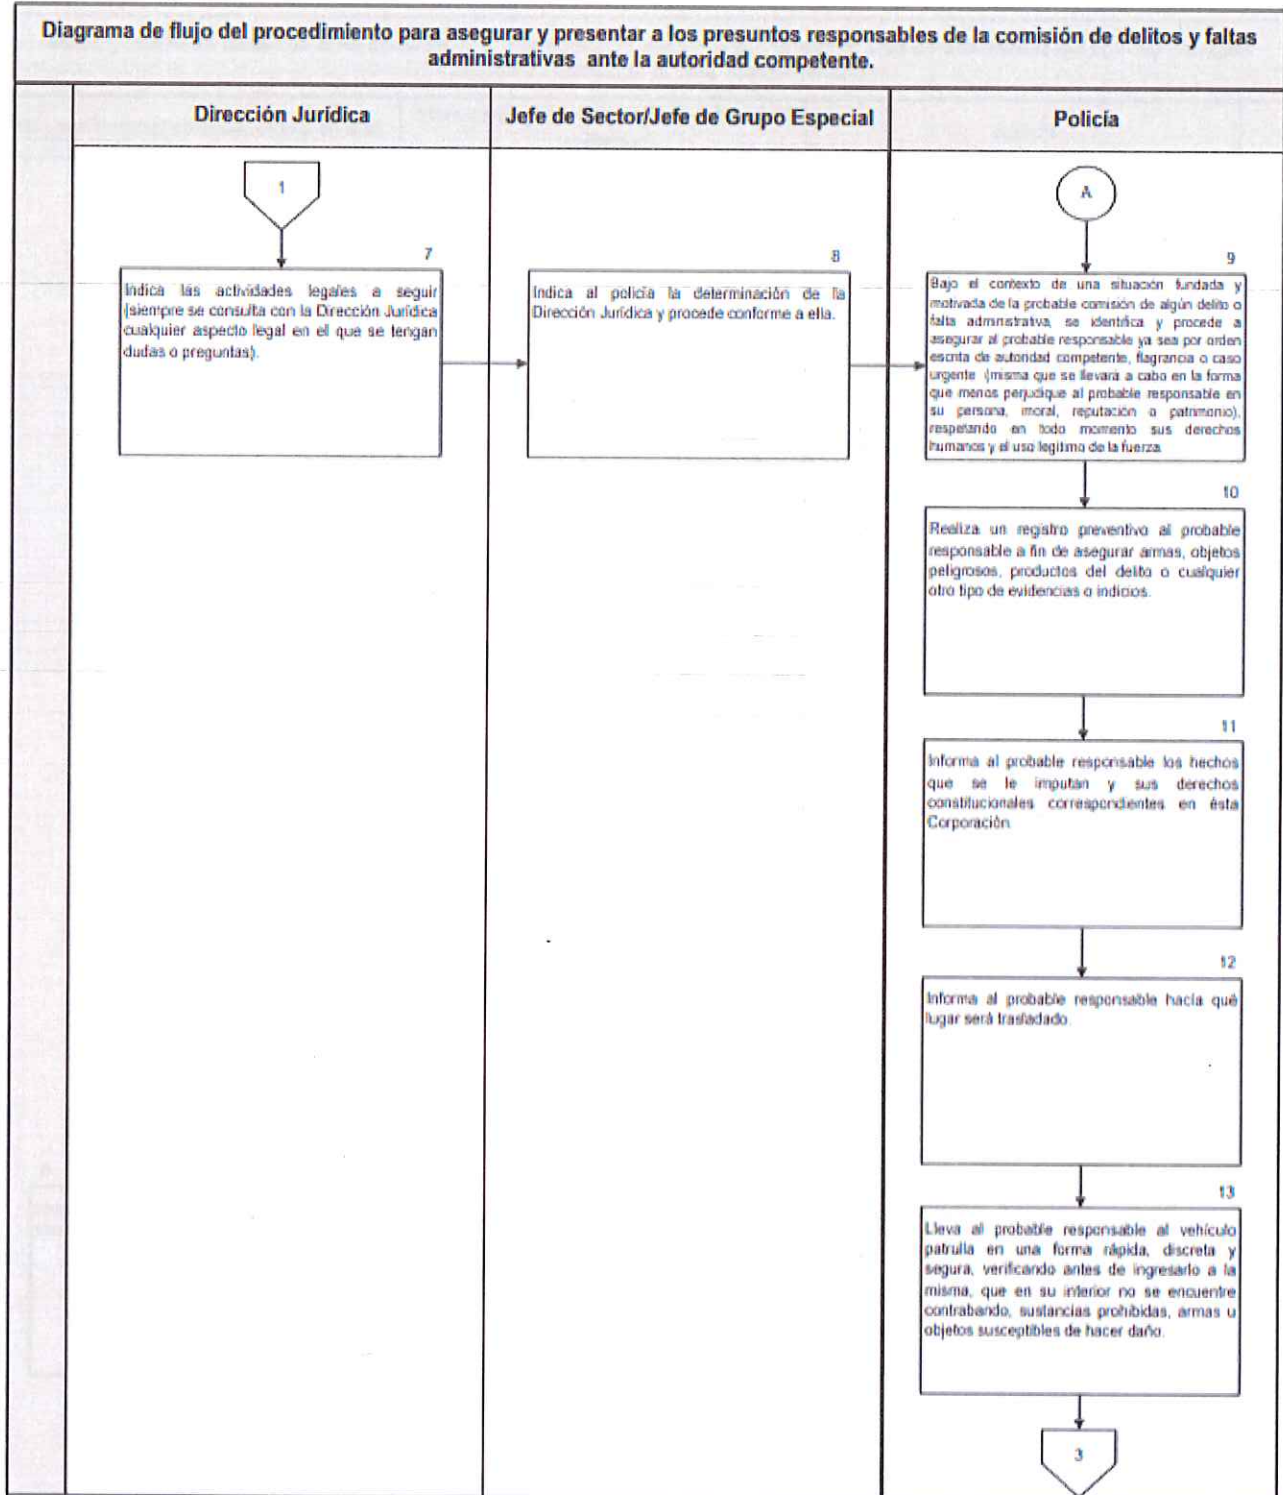 Diagrama de flujo del procedimiento para asegurar y presentar a los presuntos responsables de la comisión de delitos y faltas
administrativas ante la autoridad competente.
Dirección Jurídica
Jefe de Sector/Jefe de Grupo Especial
Policía
1
7
Indica las actividades legales a seguir
(siempre se consulta con la Dirección Jurídica
cualquier aspecto legal en el que se tengan
dudas o preguntas).
8
Indica al policía la determinación de la
Dirección Jurídica y procede conforme a ella.
A
9
Bajo el contexto de una situación fundada y
motivada de la probable comisión de algún delito o
falta administrativa, se identifica y procede a
asegurar al probable responsable ya sea por orden
escrita de autoridad competente, flagrancia o caso
urgente (misma que se llevará a cabo en la forma
que menos perjudique al probable responsable en
su persona, moral, reputación o patrimonio),
respetando en todo momento sus derechos
humanos y el uso legítimo de la fuerza.
10
Realiza un registro preventivo al probable
responsable a fin de asegurar armas, objetos
peligrosos, productos del delito o cualquier
otro tipo de evidencias o indicios.
11
Informa al probable responsable los hechos
que se le imputan y sus derechos
constitucionales correspondientes en ésta
Corporación.
12
Informa al probable responsable hacía qué
lugar será trasladado.
13
Lleva al probable responsable al vehículo
patrulla en una forma rápida, discreta y
segura, verificando antes de ingresarlo a la
misma, que en su interior no se encuentre
contrabando, sustancias prohibidas, armas u
objetos susceptibles de hacer daño.
3